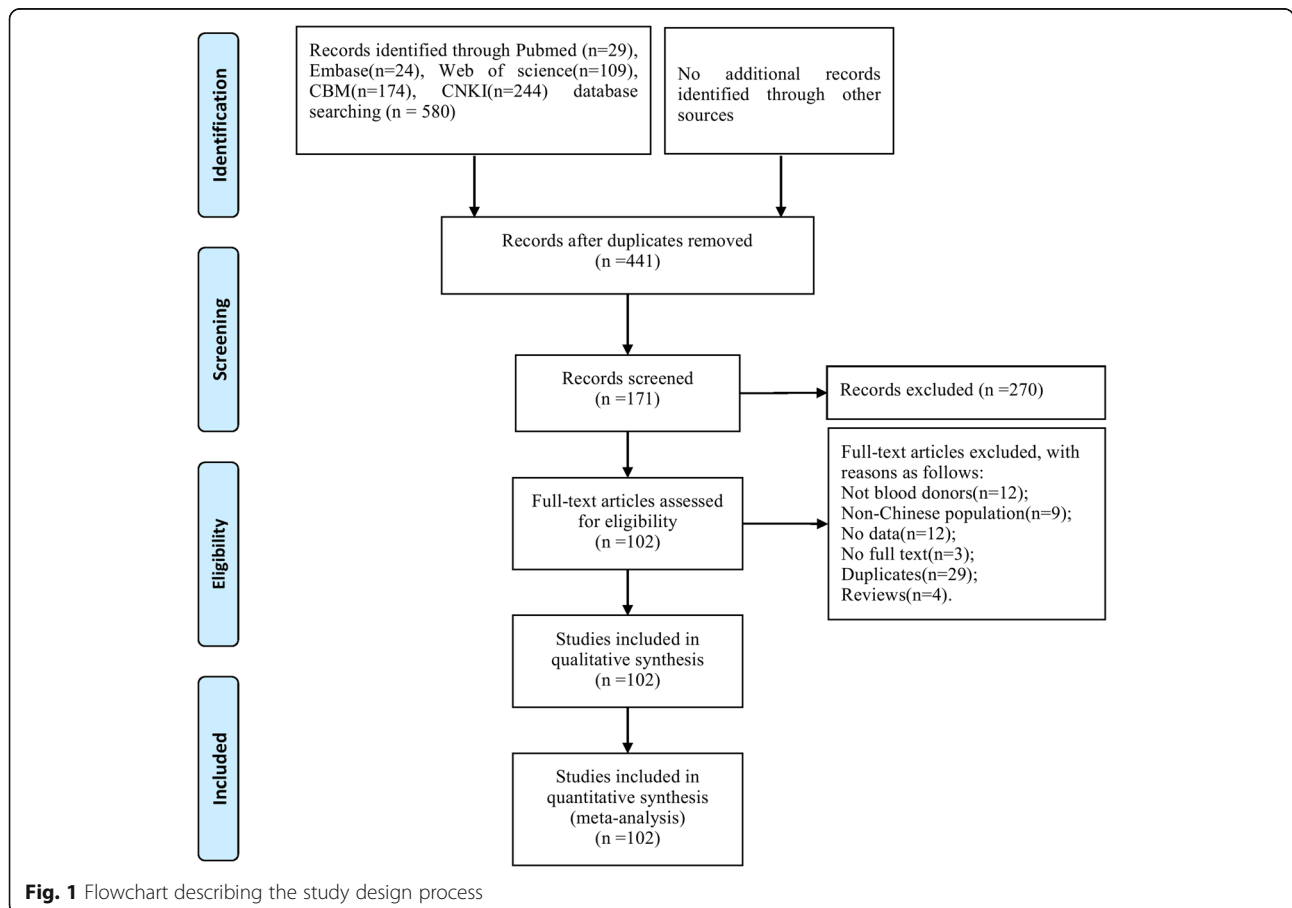 Identification
Records identified through Pubmed (n=29),
Embase(n=24), Web of science(n=109),
CBM(n=174), CNKI(n=244) database
searching (n = 580)
No additional records
identified through other
sources
Records after duplicates removed
(n =441)
Screening
Records screened
(n =171)
Records excluded (n =270)
Eligibility
Full-text articles assessed
for eligibility
(n =102)
Full-text articles excluded, with
reasons as follows:
Not blood donors(n=12);
Non-Chinese population(n=9);
No data(n=12);
No full text(n=3);
Duplicates(n=29);
Reviews(n=4).
Studies included in
qualitative synthesis
(n =102)
Included
Studies included in
quantitative synthesis
(meta-analysis)
(n =102)
Fig. 1 Flowchart describing the study design process